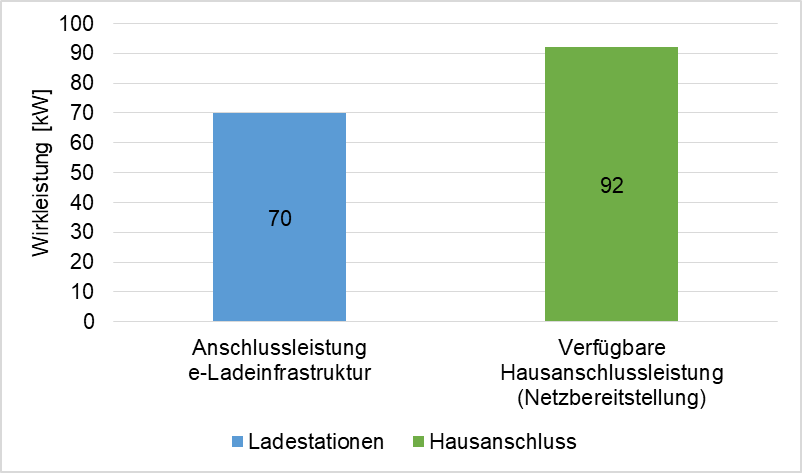 100
90
80
70
60
50
40
30
20
10
0
Wirkleistung [kW]
70
92
Anschlussleistung
e-Ladeinfrastruktur
Verfügbare
Hausanschlussleistung
(Netzbereitstellung)
Ladestationen
Hausanschluss